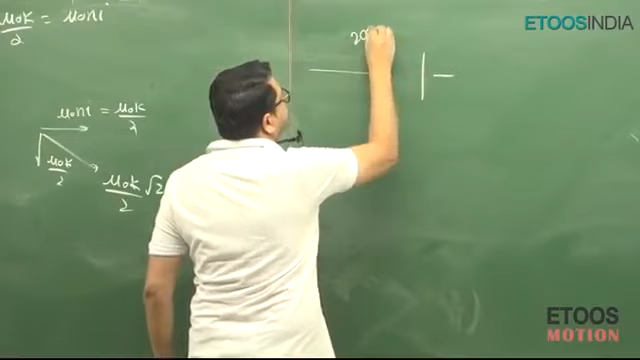 μ₀K/2 = μ₀ni
ETOOSINDIA
μ₀ni = μ₀K/2
μ₀K/2
μ₀K/2 √2
ETOOS
MOTION